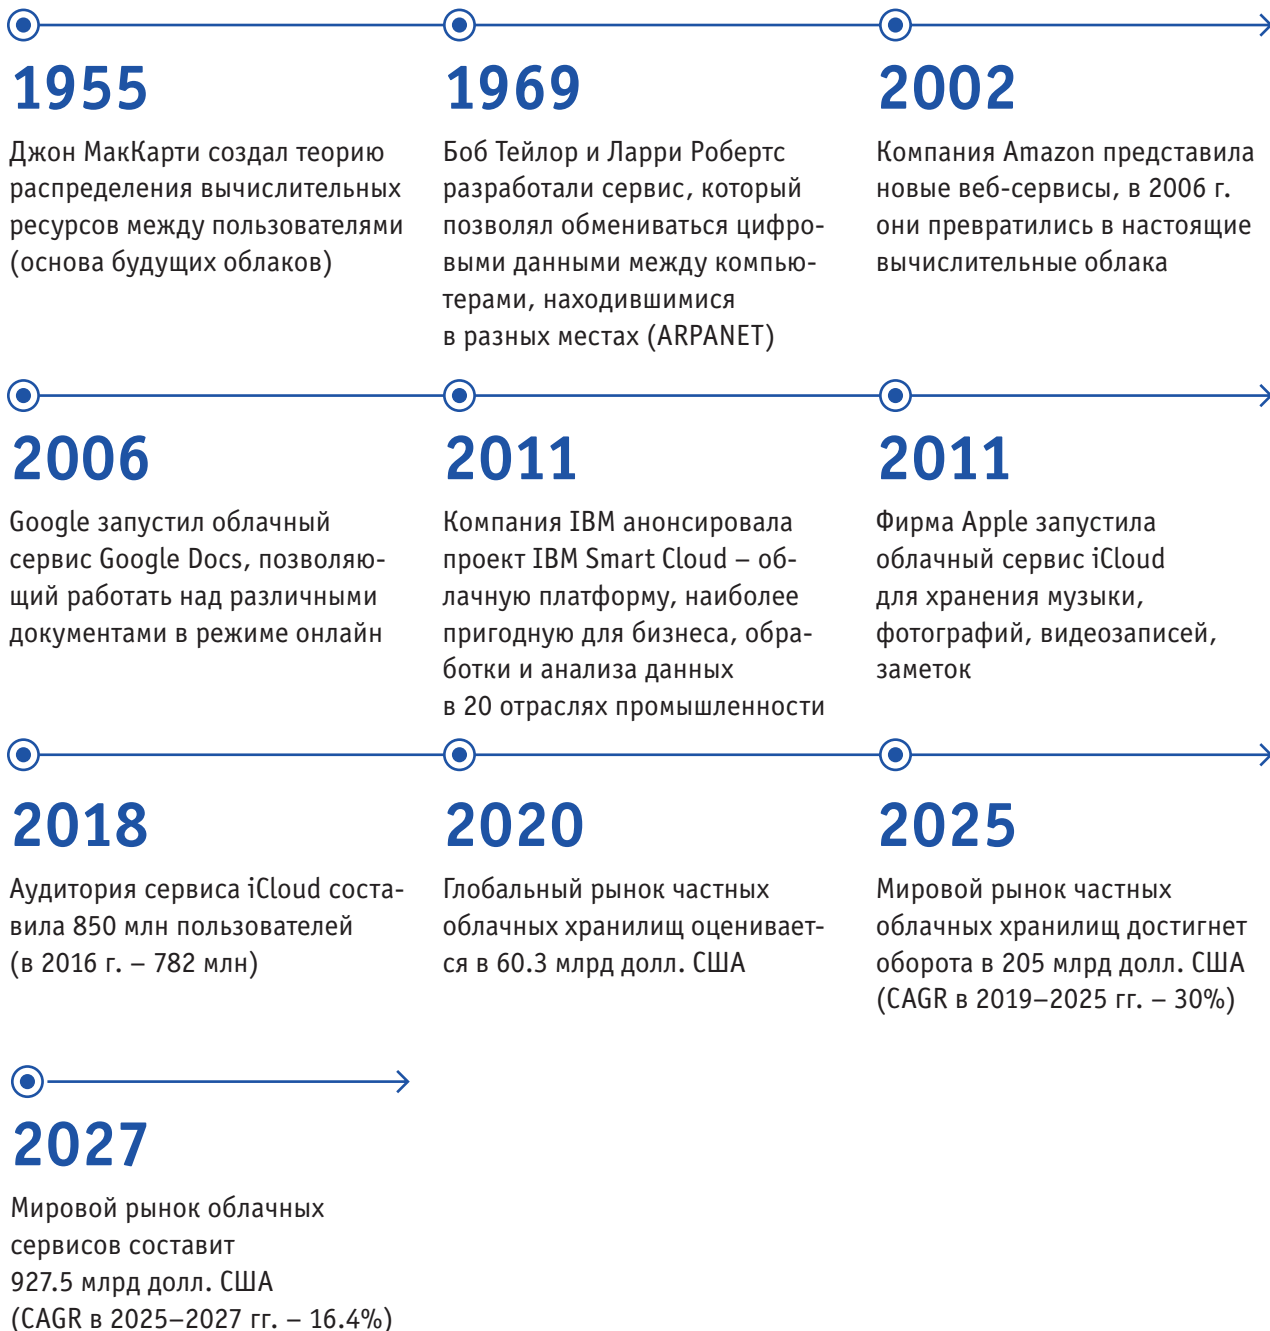 1955
Джон МакКарти создал теорию
распределения вычислительных
ресурсов между пользователями
(основа будущих облаков)
1969
Боб Тейлор и Ларри Робертс
разработали сервис, который
позволял обмениваться цифро-
выми данными между компью-
терами, находившимися
в разных местах (ARPANET)
2002
Компания Amazon представила
новые веб-сервисы, в 2006 г.
они превратились в настоящие
вычислительные облака
2006
Google запустил облачный
сервис Google Docs, позволяю-
щий работать над различными
документами в режиме онлайн
2011
Компания IBM анонсировала
проект IBM Smart Cloud – об-
лачную платформу, наиболее
пригодную для бизнеса, обра-
ботки и анализа данных
в 20 отраслях промышленности
2011
Фирма Apple запустила
облачный сервис iCloud
для хранения музыки,
фотографий, видеозаписей,
заметок
2018
Аудитория сервиса iCloud соста-
вила 850 млн пользователей
(в 2016 г. – 782 млн)
2020
Глобальный рынок частных
облачных хранилищ оценивает-
ся в 60.3 млрд долл. США
2025
Мировой рынок частных
облачных хранилищ достигнет
оборота в 205 млрд долл. США
(CAGR в 2019–2025 гг. – 30%)
2027
Мировой рынок облачных
сервисов составит
927.5 млрд долл. США
(CAGR в 2025–2027 гг. – 16.4%)